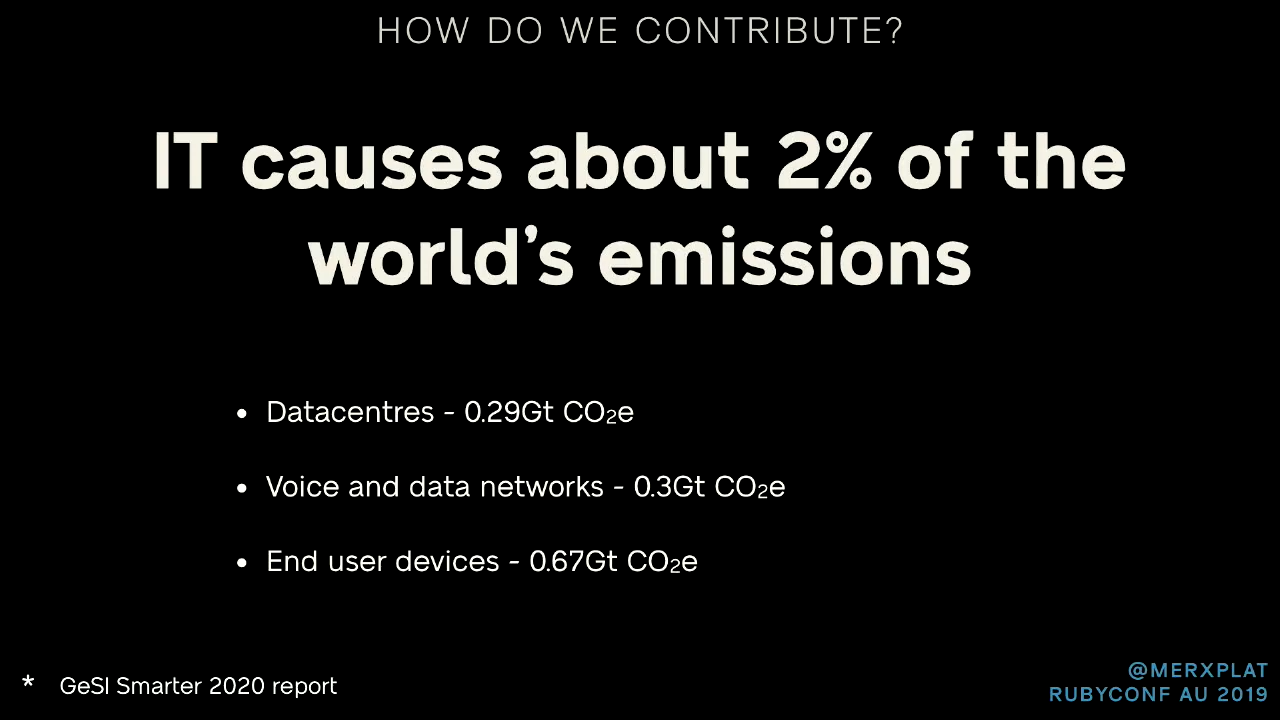 HOW DO WE CONTRIBUTE?
IT causes about 2% of the
world’s emissions
• Datacentres - 0.29Gt CO₂e
• Voice and data networks - 0.3Gt CO₂e
• End user devices - 0.67Gt CO₂e
* GeSI Smarter 2020 report
@MERXPLAT
RUBYCONF AU 2019